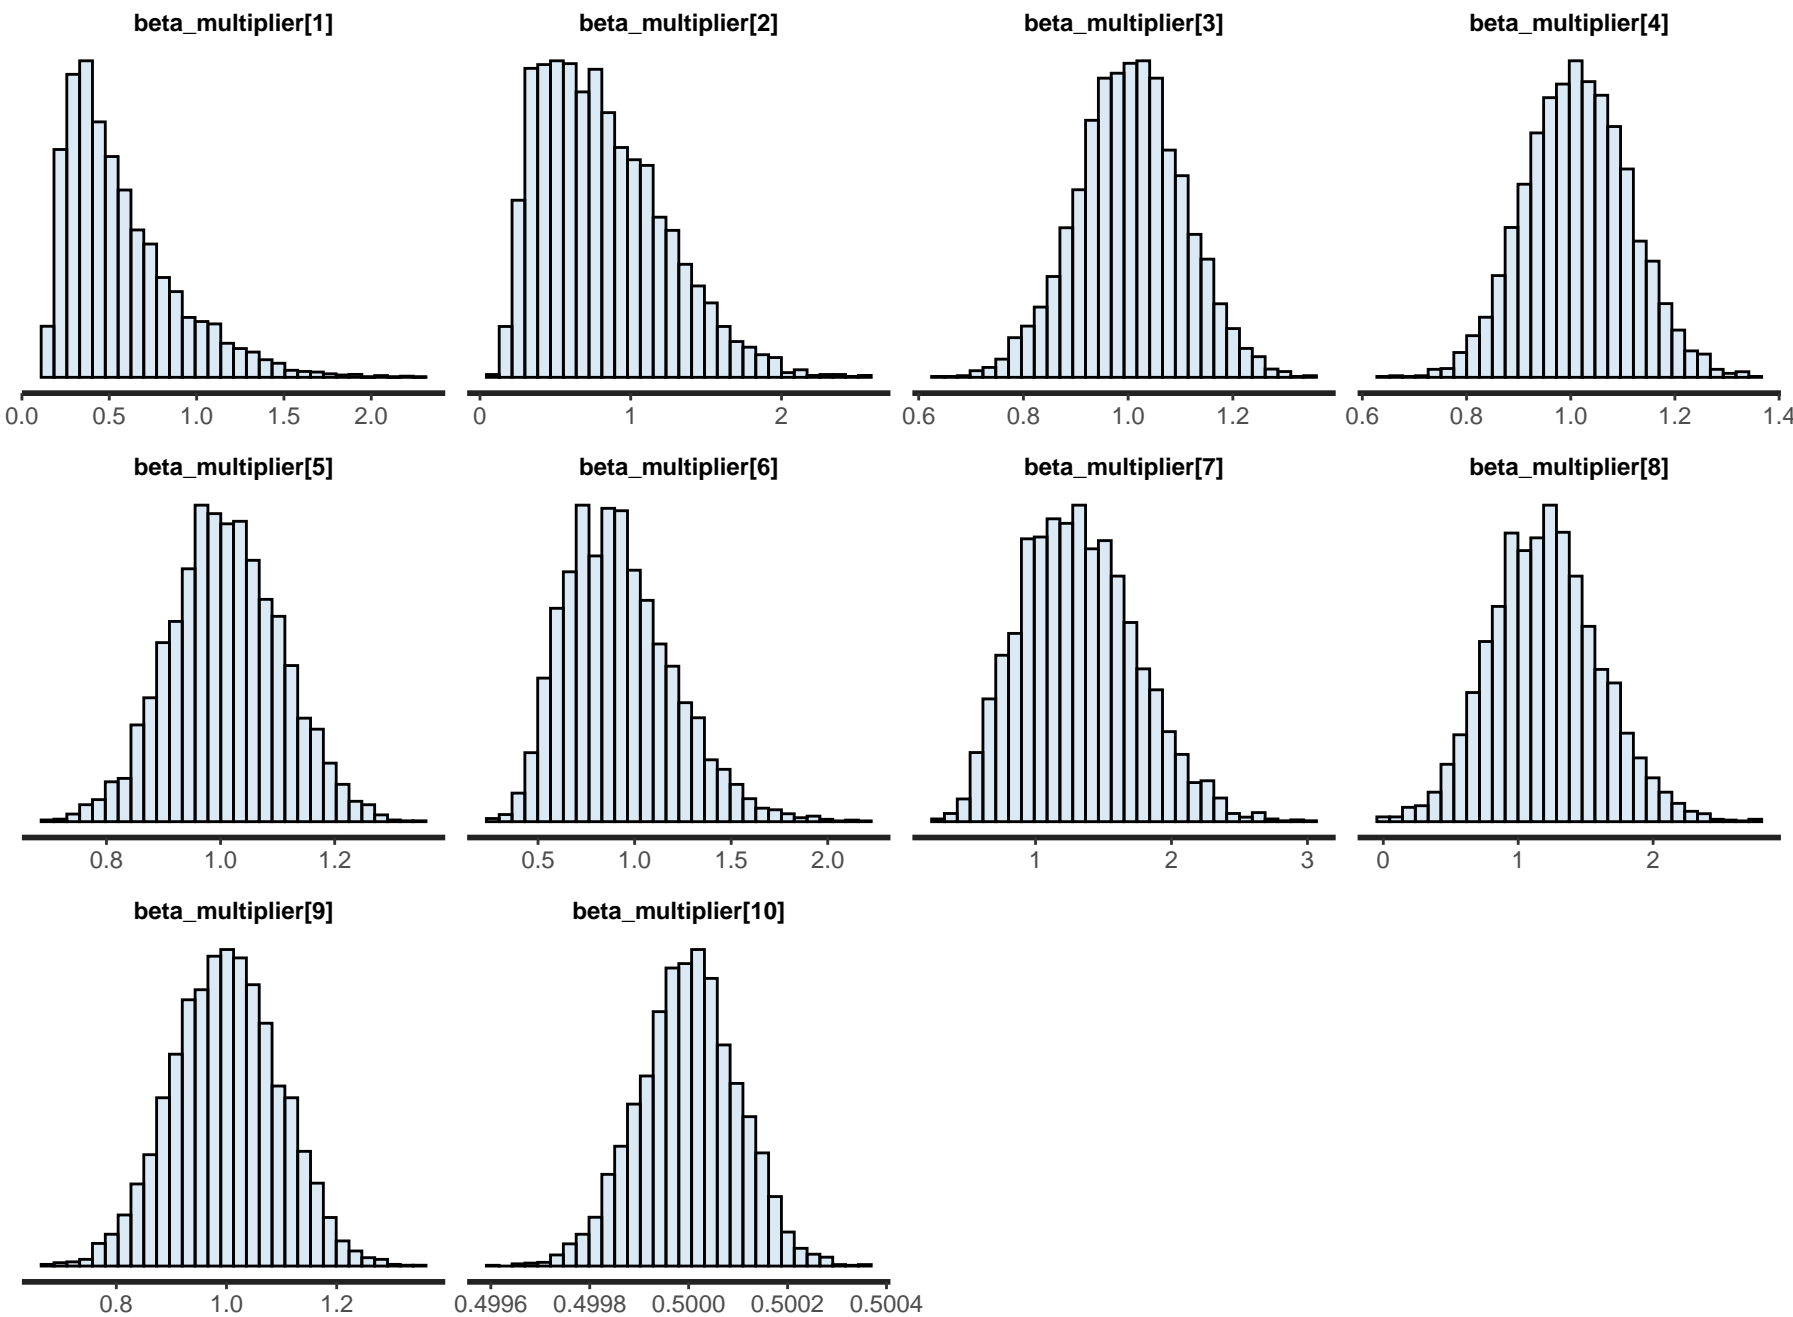 beta_multiplier[1] beta_multiplier[2] beta_multiplier[3] beta_multiplier[4]
0.0 0.5 1.0 1.5 2.0 0 1 2 0.6 0.8 1.0 1.2 0.6 0.8 1.0 1.2 1.4
beta_multiplier[5] beta_multiplier[6] beta_multiplier[7] beta_multiplier[8]
0.8 1.0 1.2 0.5 1.0 1.5 2.0 1 2 3 0 1 2
beta_multiplier[9] beta_multiplier[10]
0.8 1.0 1.2 0.4996 0.4998 0.5000 0.5002 0.5004